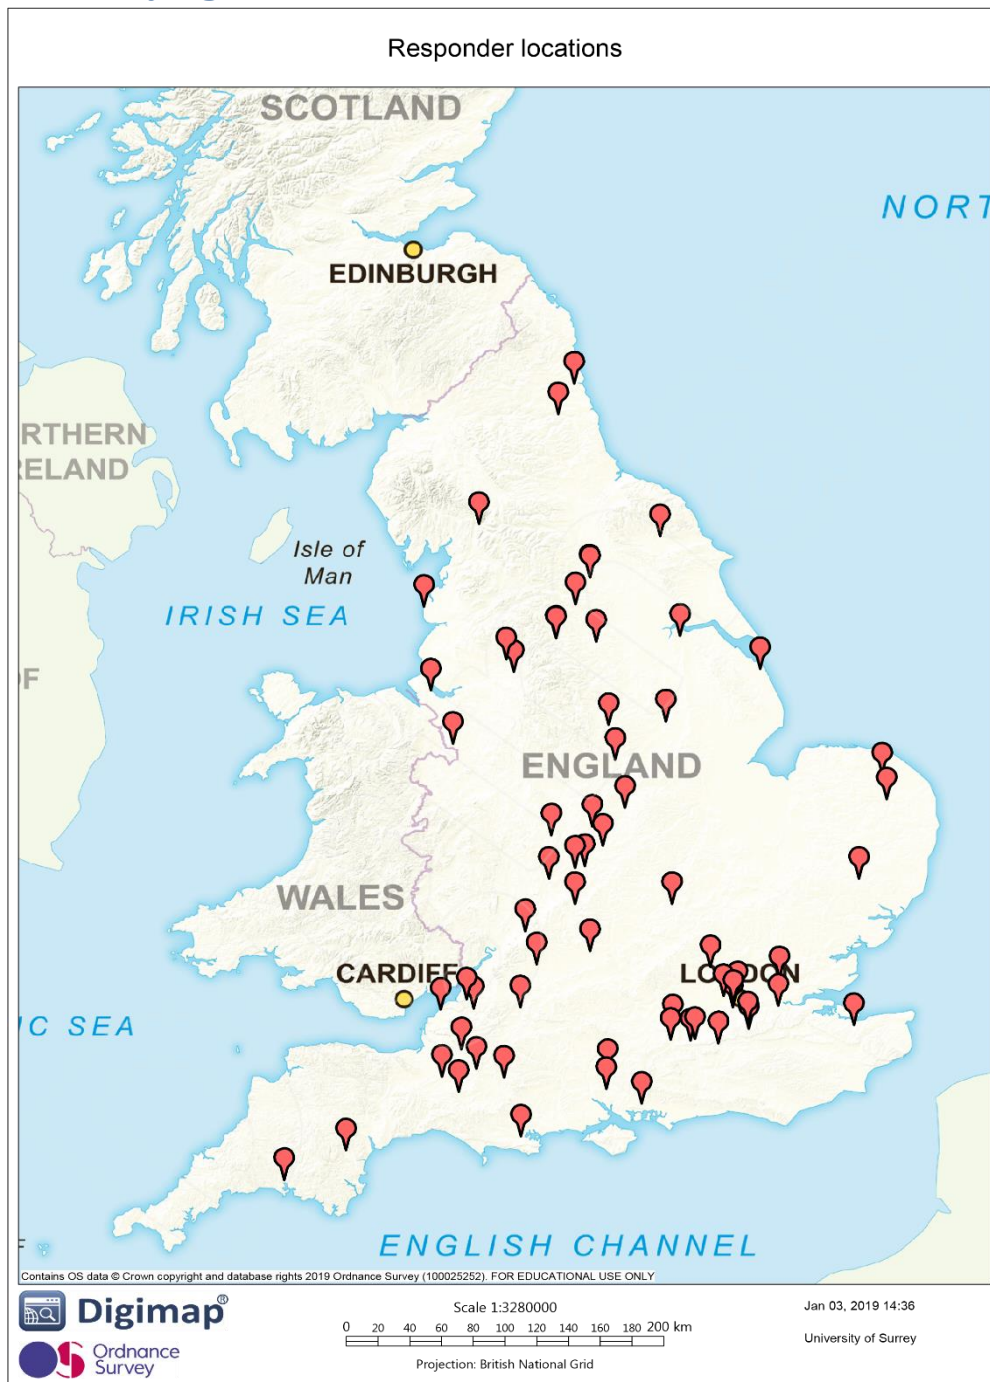 Responder locations
SCOTLAND
NORT
EDINBURGH
RTHERN
RELAND
Isle of
Man
IRISH SEA
F
ENGLAND
WALES
CARDIFF
LONDON
IC SEA
ENGLISH CHANNEL
F
Contains OS data © Crown copyright and database rights 2019 Ordnance Survey (100025252). FOR EDUCATIONAL USE ONLY
Digimap®
Ordnance
Survey
Scale 1:3280000
0 20 40 60 80 100 120 140 160 180 200 km
Projection: British National Grid
Jan 03, 2019 14:36
University of Surrey